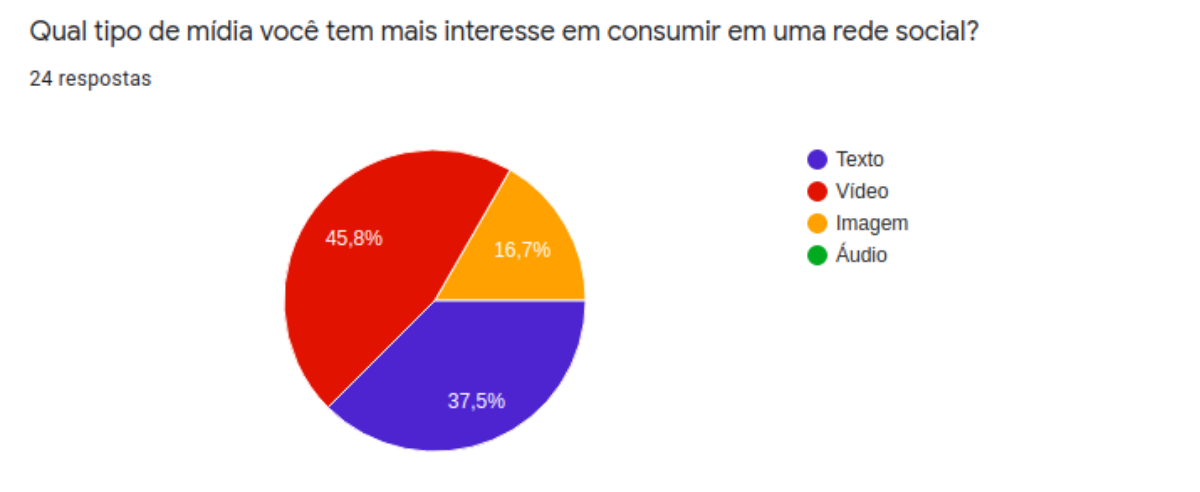 Qual tipo de mídia você tem mais interesse em consumir em uma rede social?
24 respostas
45,8%
16,7%
37,5%
Texto
Vídeo
Imagem
Áudio